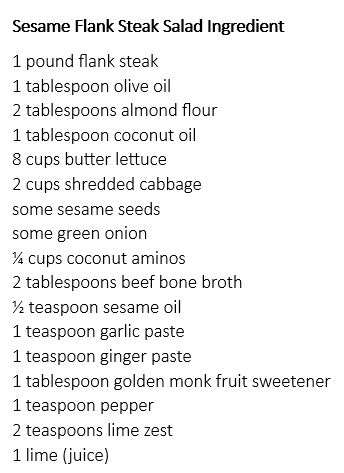 Sesame Flank Steak Salad Ingredient
1 pound flank steak
1 tablespoon olive oil
2 tablespoons almond flour
1 tablespoon coconut oil
8 cups butter lettuce
2 cups shredded cabbage
some sesame seeds
some green onion
¼ cups coconut aminos
2 tablespoons beef bone broth
½ teaspoon sesame oil
1 teaspoon garlic paste
1 teaspoon ginger paste
1 tablespoon golden monk fruit sweetener
1 teaspoon pepper
2 teaspoons lime zest
1 lime (juice)